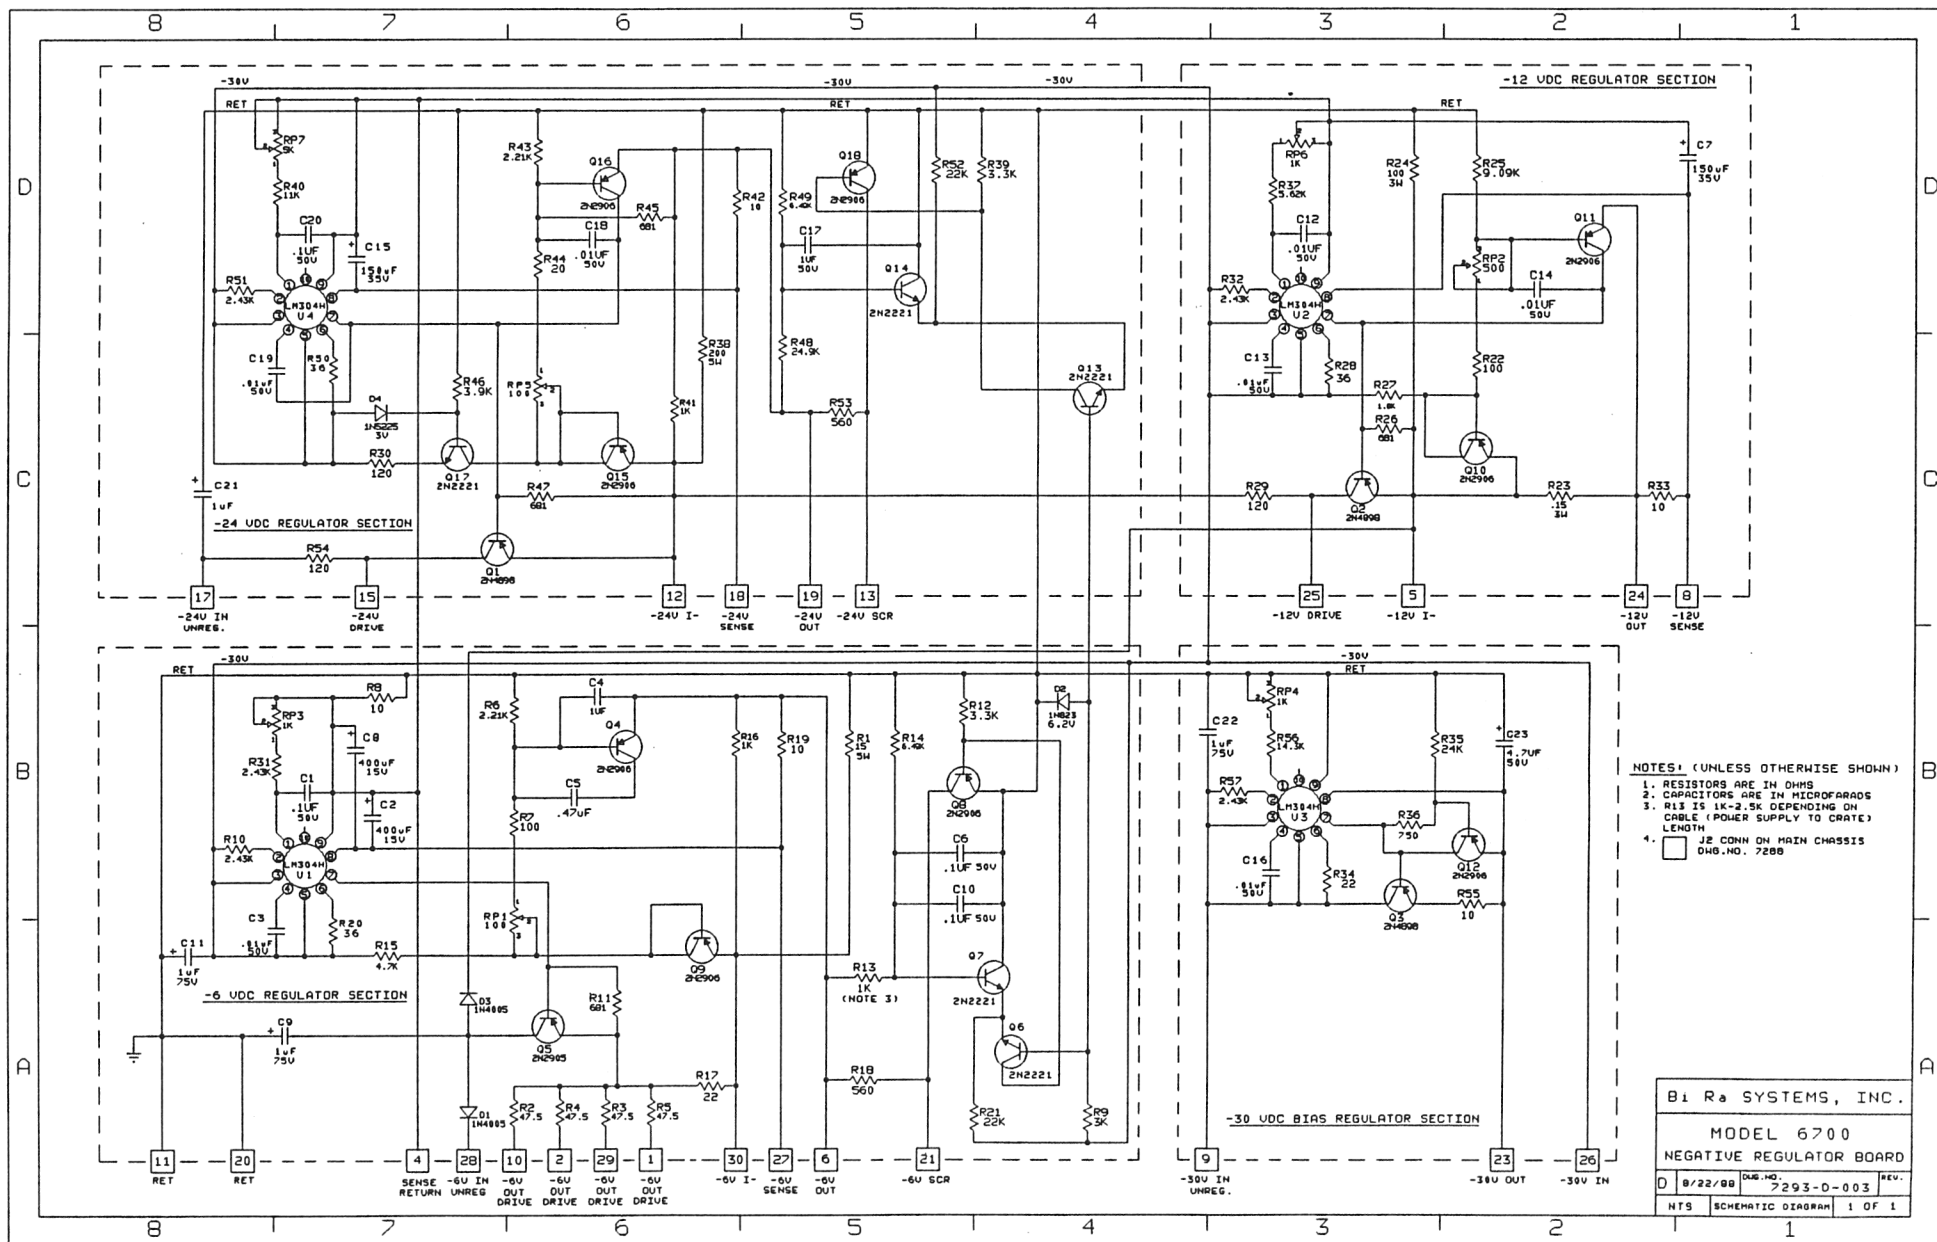 8 7 6 5 4 3 2 1
D
C
B
A
-30V
-30V
-30V
RET
RET
RET
-12 VDC REGULATOR SECTION
RP7
5K
R40
11K
C20
.1UF
50V
C15
150uF
35V
R51
2.43K
LM304H
U4
C19
.01uF
50V
R50
36
D4
1N5225
3V
R30
120
R46
3.9K
Q17
2N2221
R43
2.21K
Q16
2N2906
R45
681
C18
.01UF
50V
R44
20
RP5
100
Q15
2N2906
R47
681
R38
200
5W
R41
1K
R42
10
R49
6.49K
C17
1UF
50V
R48
24.9K
R53
560
Q18
2N2906
R52
22K
R39
3.3K
Q14
2N2221
Q13
2N2221
C21
1uF
-24 VDC REGULATOR SECTION
R54
120
Q1
2N4898
17
-24V IN
UNREG.
15
-24V
DRIVE
12
-24V I-
18
-24V
SENSE
19
-24V
OUT
13
-24V SCR
RP6
1K
R37
5.62K
C12
.01UF
50V
R32
2.43K
LM304H
U2
C13
.01uF
50V
R28
36
R24
100
3W
R25
9.09K
C7
150uF
35V
Q11
2N2906
RP2
500
C14
.01UF
50V
R22
100
R27
1.8K
R26
681
Q10
2N2906
R29
120
Q2
2N4898
R23
.15
3W
R33
10
25
-12V DRIVE
5
-12V I-
24
-12V
OUT
8
-12V
SENSE
-30V
RET
-30V
RET
R8
10
RP3
1K
R31
2.43K
C8
400uF
15V
C1
.1UF
50V
C2
400uF
15V
R10
2.43K
LM304H
U1
C3
.01uF
50V
R20
36
R15
4.7K
C11
1uF
75V
-6 VDC REGULATOR SECTION
C9
1uF
75V
D3
1N4005
D1
1N4005
R6
2.21K
C4
1UF
Q4
2N2906
C5
.47uF
R7
100
RP1
100
Q9
2N2906
R11
681
Q5
2N2905
R17
22
R2
47.5
R4
47.5
R3
47.5
R5
47.5
R16
1K
R19
10
R1
15
5W
R14
6.49K
R12
3.3K
D2
1N823
6.2V
Q8
2N2906
C6
.1UF 50V
C10
.1UF 50V
R13
1K
(NOTE 3)
Q7
2N2221
Q6
2N2221
R18
560
R21
22K
R9
3K
11
RET
20
RET
4
SENSE
RETURN
28
-6V IN
UNREG
10
-6V
OUT
DRIVE
2
-6V
OUT
DRIVE
29
-6V
OUT
DRIVE
1
-6V
OUT
DRIVE
30
-6V I-
27
-6V
SENSE
6
-6V
OUT
21
-6V SCR
C22
1uF
75V
RP4
1K
R56
14.3K
R57
2.43K
LM304H
U3
C16
.01uF
50V
R34
22
R35
24K
R36
750
C23
4.7UF
50V
Q12
2N2906
Q3
2N4898
R55
10
-30 VDC BIAS REGULATOR SECTION
9
-30V IN
UNREG.
23
-30V OUT
26
-30V IN
NOTES: (UNLESS OTHERWISE SHOWN)
1. RESISTORS ARE IN OHMS
2. CAPACITORS ARE IN MICROFARADS
3. R13 IS 1K-2.5K DEPENDING ON
CABLE (POWER SUPPLY TO CRATE)
LENGTH
4. J2 CONN ON MAIN CHASSIS
DWG.NO. 7288
Bi Ra SYSTEMS, INC.
MODEL 6700
NEGATIVE REGULATOR BOARD
D 8/22/88 DWG.NO. 7293-D-003 REV.
NTS SCHEMATIC DIAGRAM 1 OF 1
8 7 6 5 4 3 2 1